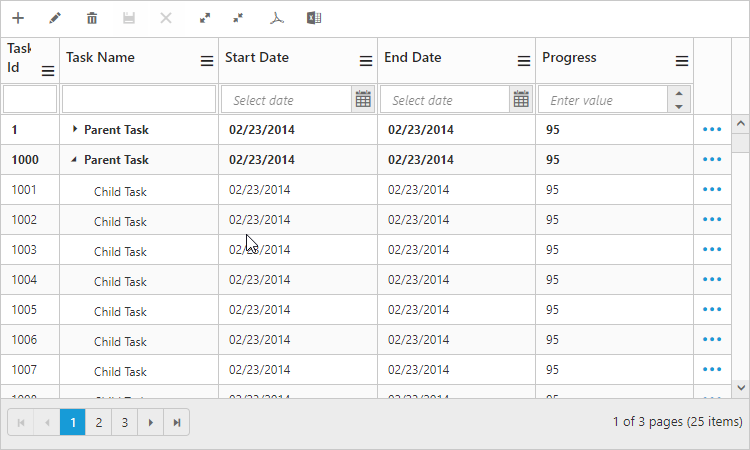 Task Id Task Name Start Date End Date Progress
Select date Select date Enter value
1 Parent Task 02/23/2014 02/23/2014 95
1000 Parent Task 02/23/2014 02/23/2014 95
1001 Child Task 02/23/2014 02/23/2014 95
1002 Child Task 02/23/2014 02/23/2014 95
1003 Child Task 02/23/2014 02/23/2014 95
1004 Child Task 02/23/2014 02/23/2014 95
1005 Child Task 02/23/2014 02/23/2014 95
1006 Child Task 02/23/2014 02/23/2014 95
1007 Child Task 02/23/2014 02/23/2014 95
1 2 3 1 of 3 pages (25 items)